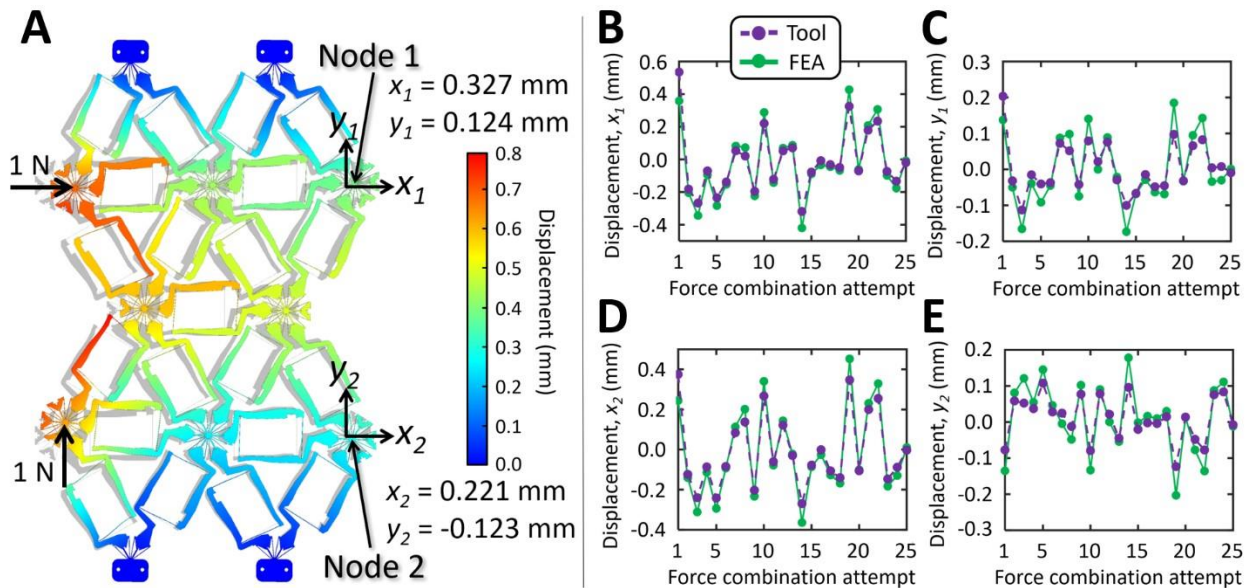 A
Node 1
x1 = 0.327 mm
y1 = 0.124 mm
y1
x1
1 N
0.8
0.7
0.6
0.5
0.4
0.3
0.2
0.1
0.0
Displacement (mm)
y2
x2
1 N
x2 = 0.221 mm
y2 = -0.123 mm
Node 2
B
Tool
FEA
Displacement, x1 (mm)
0.6
0.4
0.2
0.0
-0.2
-0.4
1 5 10 15 20 25
Force combination attempt
C
Displacement, y1 (mm)
0.3
0.2
0.1
0.0
-0.1
-0.2
1 5 10 15 20 25
Force combination attempt
D
Displacement, x2 (mm)
0.4
0.2
0.0
-0.2
-0.4
1 5 10 15 20 25
Force combination attempt
E
Displacement, y2 (mm)
0.2
0.1
0.0
-0.1
-0.2
-0.3
1 5 10 15 20 25
Force combination attempt